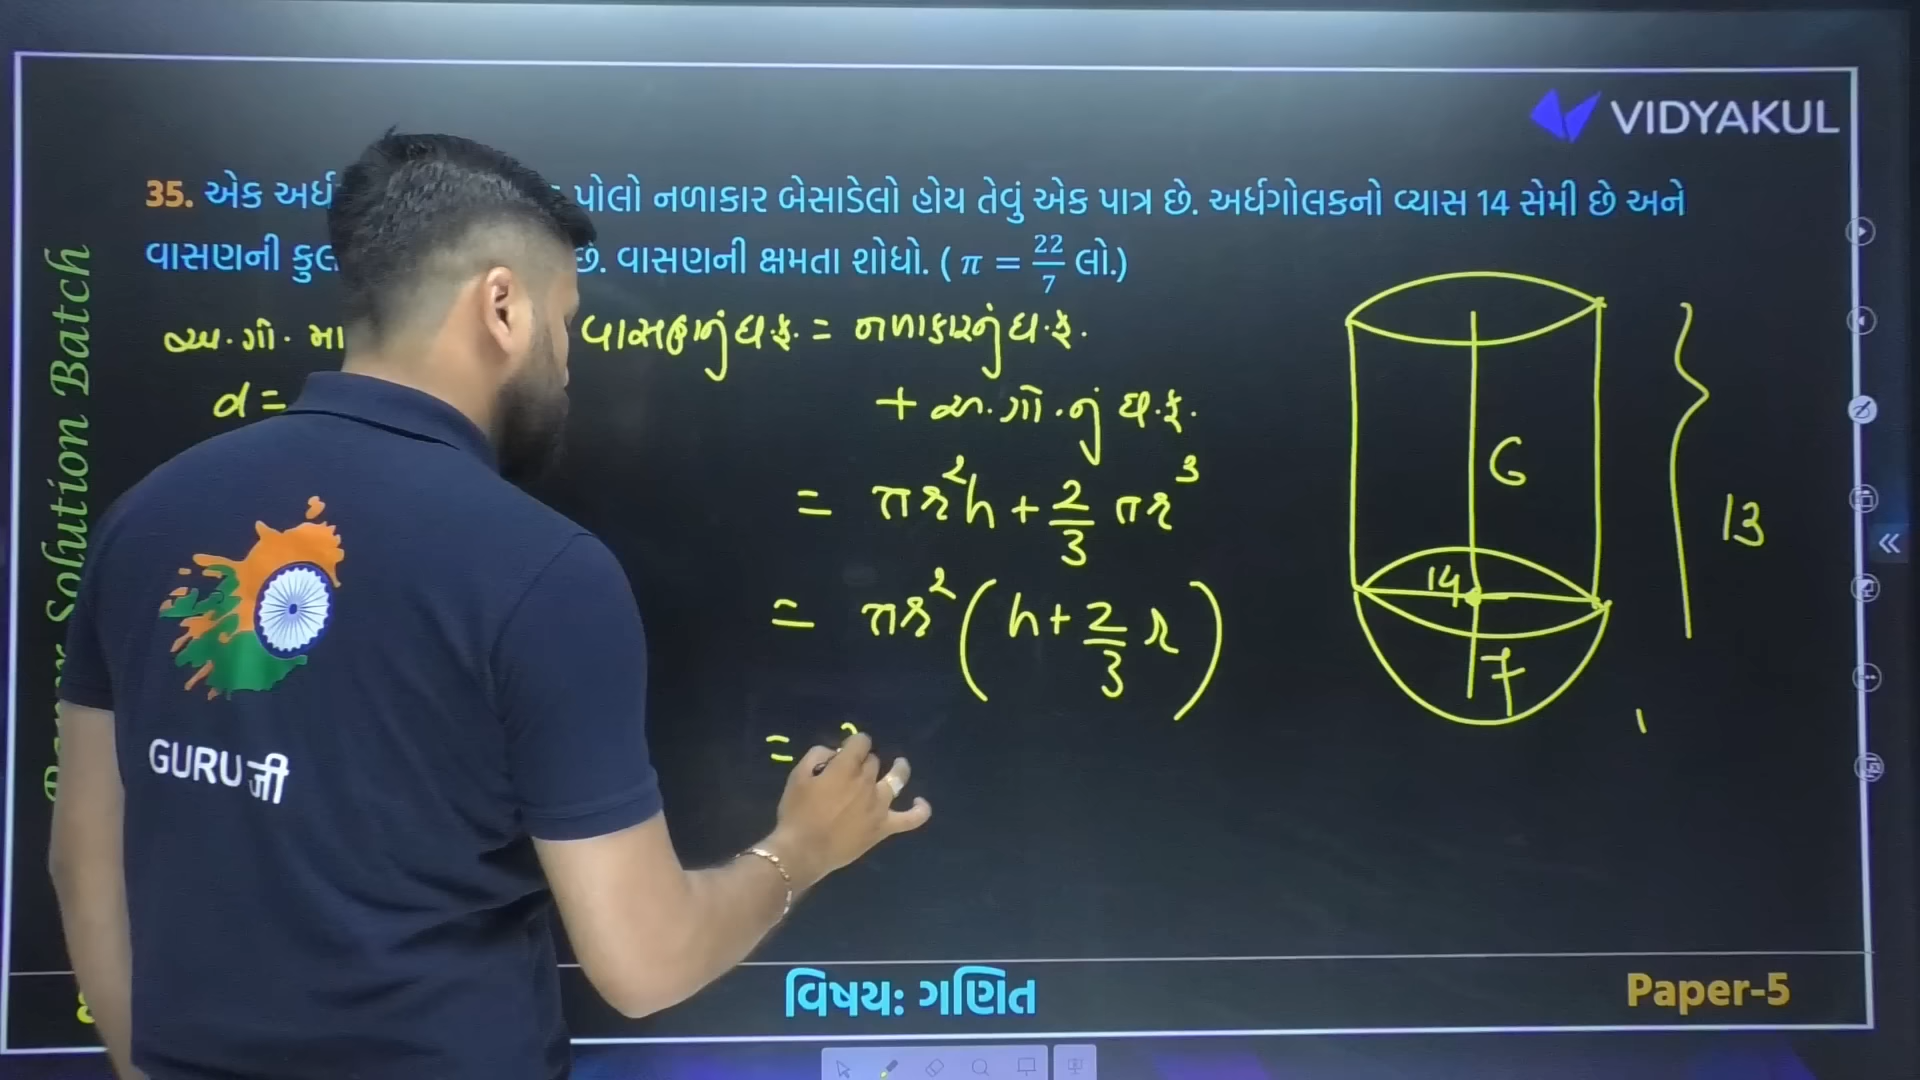 VIDYAKUL
35. એક અર્ધ પોલો નળાકાર બેસાડેલો હોય તેવું એક પાત્ર છે. અર્ધગોલકનો વ્યાસ 14 સેમી છે અને
વાસણની કુલ છે. વાસણની ક્ષમતા શોધો. ( π = 22/7 લો.)
અ.ગો. મા
d =
વાસણનું ઘ.ફ. = નળાકારનું ઘ.ફ.
+ અ.ગો.નું ઘ.ફ.
= πr²h + 2/3 πr³
= πr² ( h + 2/3 r )
=
6
13
14
7
Solution Batch
GURU जी
વિષય: ગણિત
Paper-5